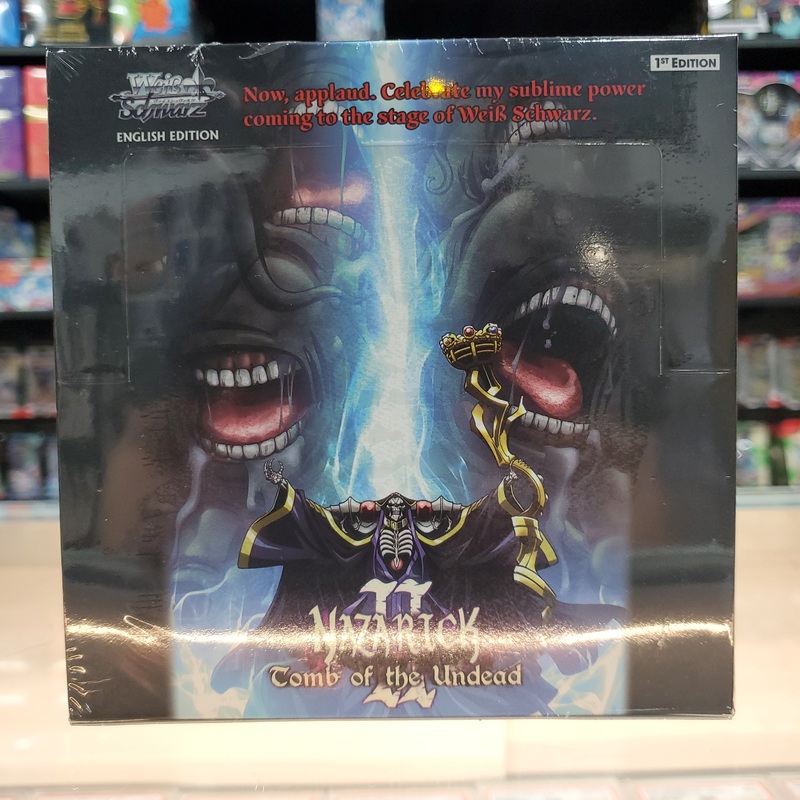 Weiß
Schwarz
ENGLISH EDITION
Now, applaud. Celebrate my sublime power
coming to the stage of Weiß Schwarz.
1ST EDITION
II
NAZARICK
Tomb of the Undead